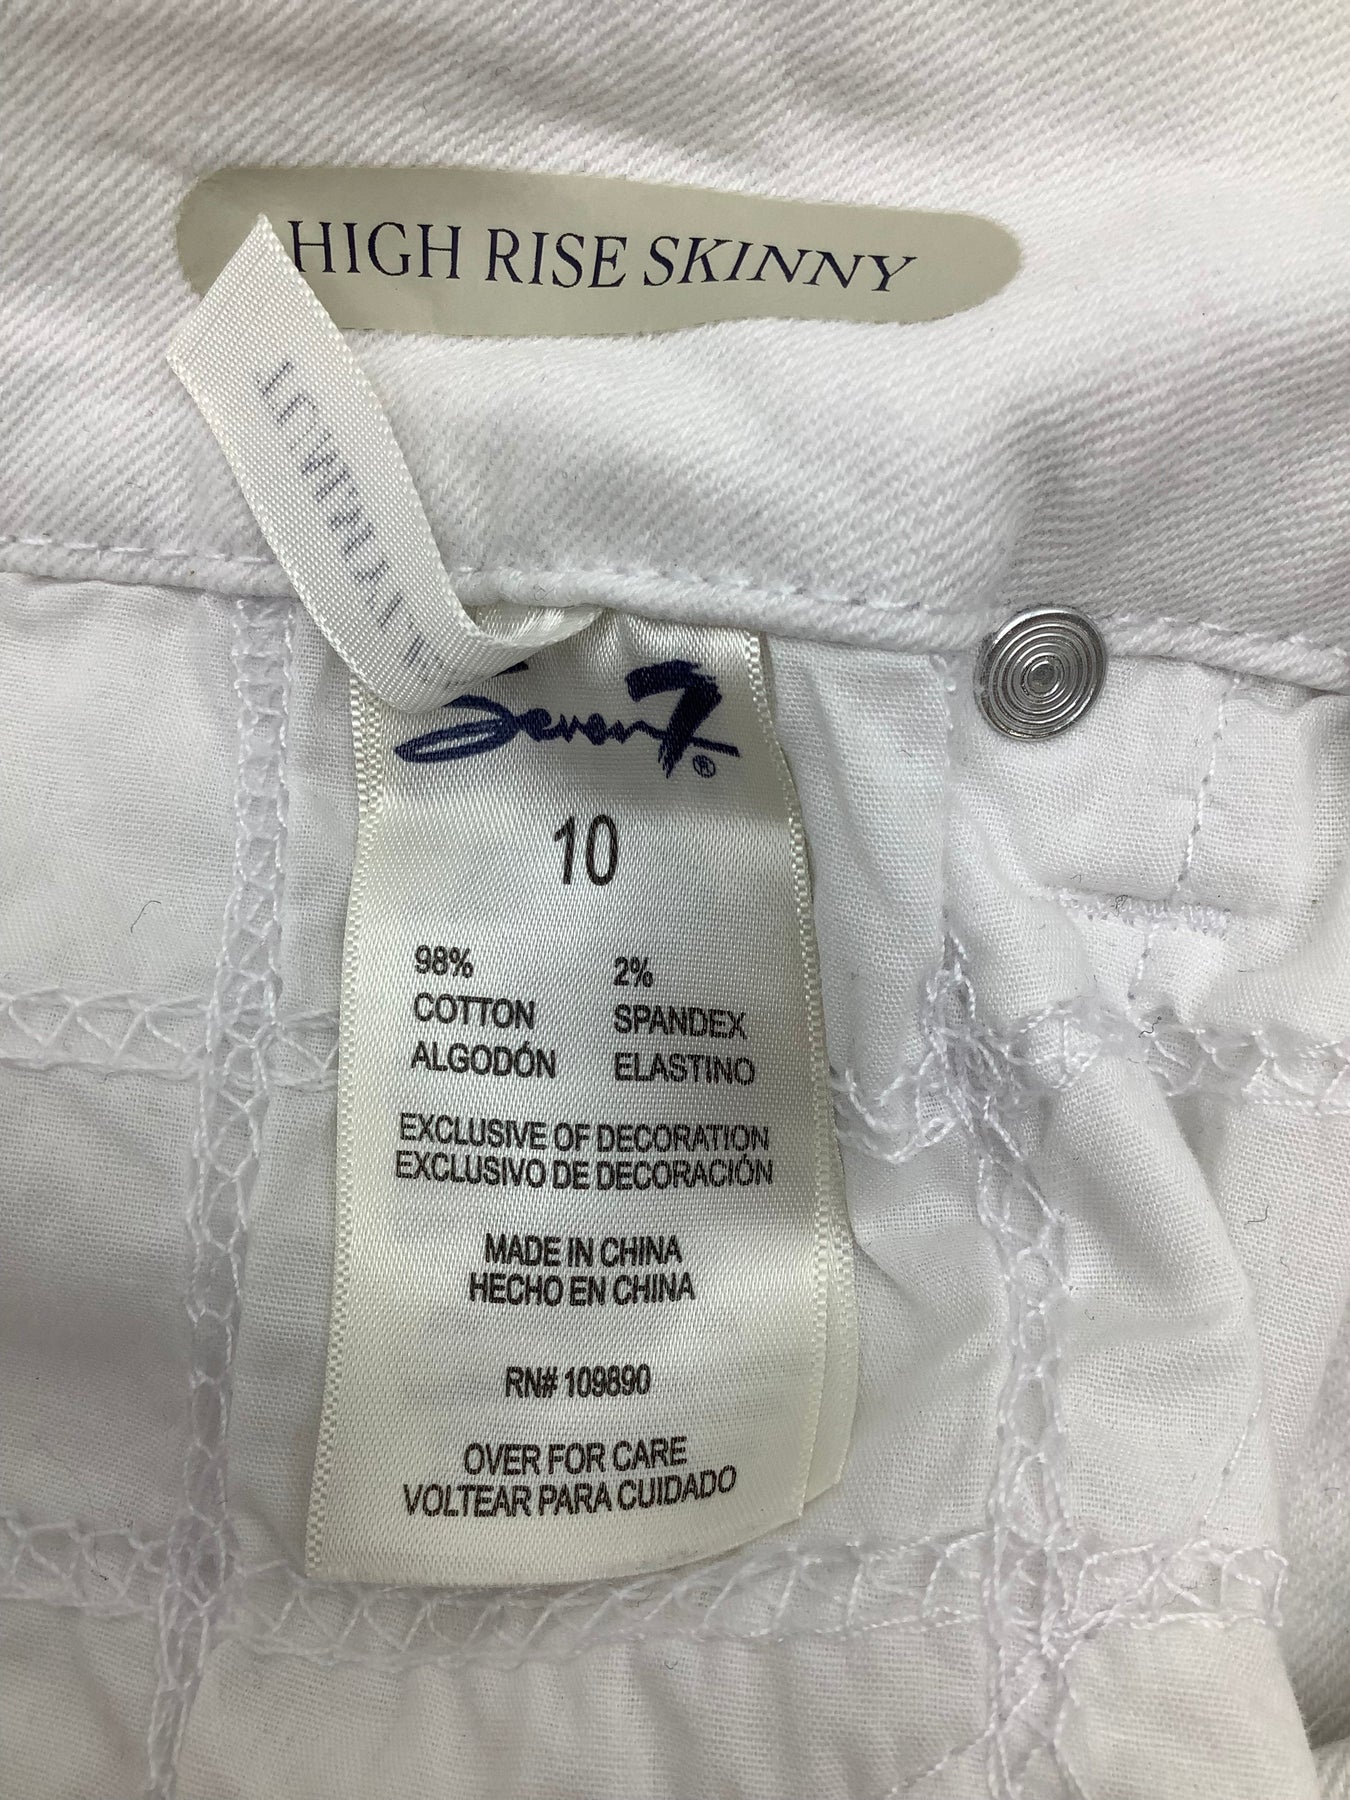 HIGH RISE SKINNY
Seven7®
10
98% 2%
COTTON SPANDEX
ALGODÓN ELASTINO
EXCLUSIVE OF DECORATION
EXCLUSIVO DE DECORACIÓN
MADE IN CHINA
HECHO EN CHINA
RN# 109890
OVER FOR CARE
VOLTEAR PARA CUIDADO